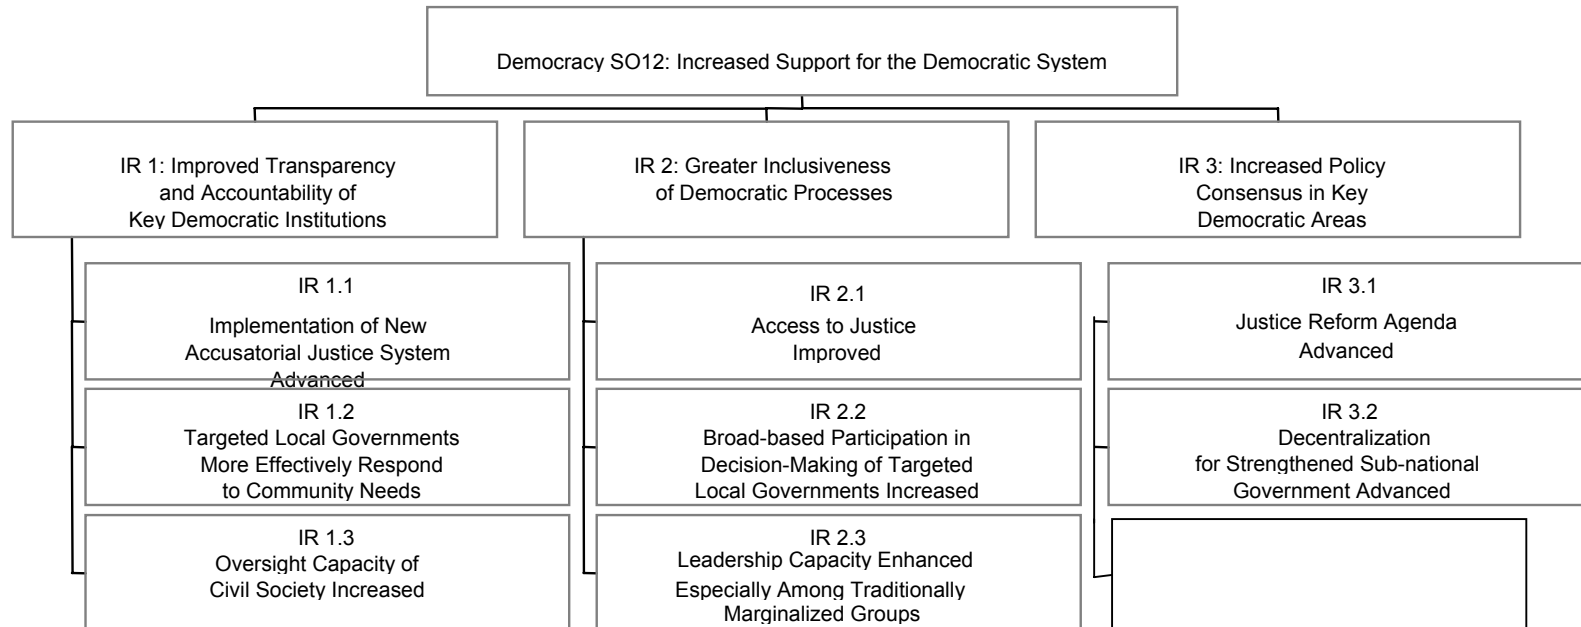 Democracy SO12: Increased Support for the Democratic System
IR 1: Improved Transparency
and Accountability of
Key Democratic Institutions
IR 2: Greater Inclusiveness
of Democratic Processes
IR 3: Increased Policy
Consensus in Key
Democratic Areas
IR 1.1
Implementation of New
Accusatorial Justice System
Advanced
IR 2.1
Access to Justice
Improved
IR 3.1
Justice Reform Agenda
Advanced
IR 1.2
Targeted Local Governments
More Effectively Respond
to Community Needs
IR 2.2
Broad-based Participation in
Decision-Making of Targeted
Local Governments Increased
IR 3.2
Decentralization
for Strengthened Sub-national
Government Advanced
IR 1.3
Oversight Capacity of
Civil Society Increased
IR 2.3
Leadership Capacity Enhanced
Especially Among Traditionally
Marginalized Groups